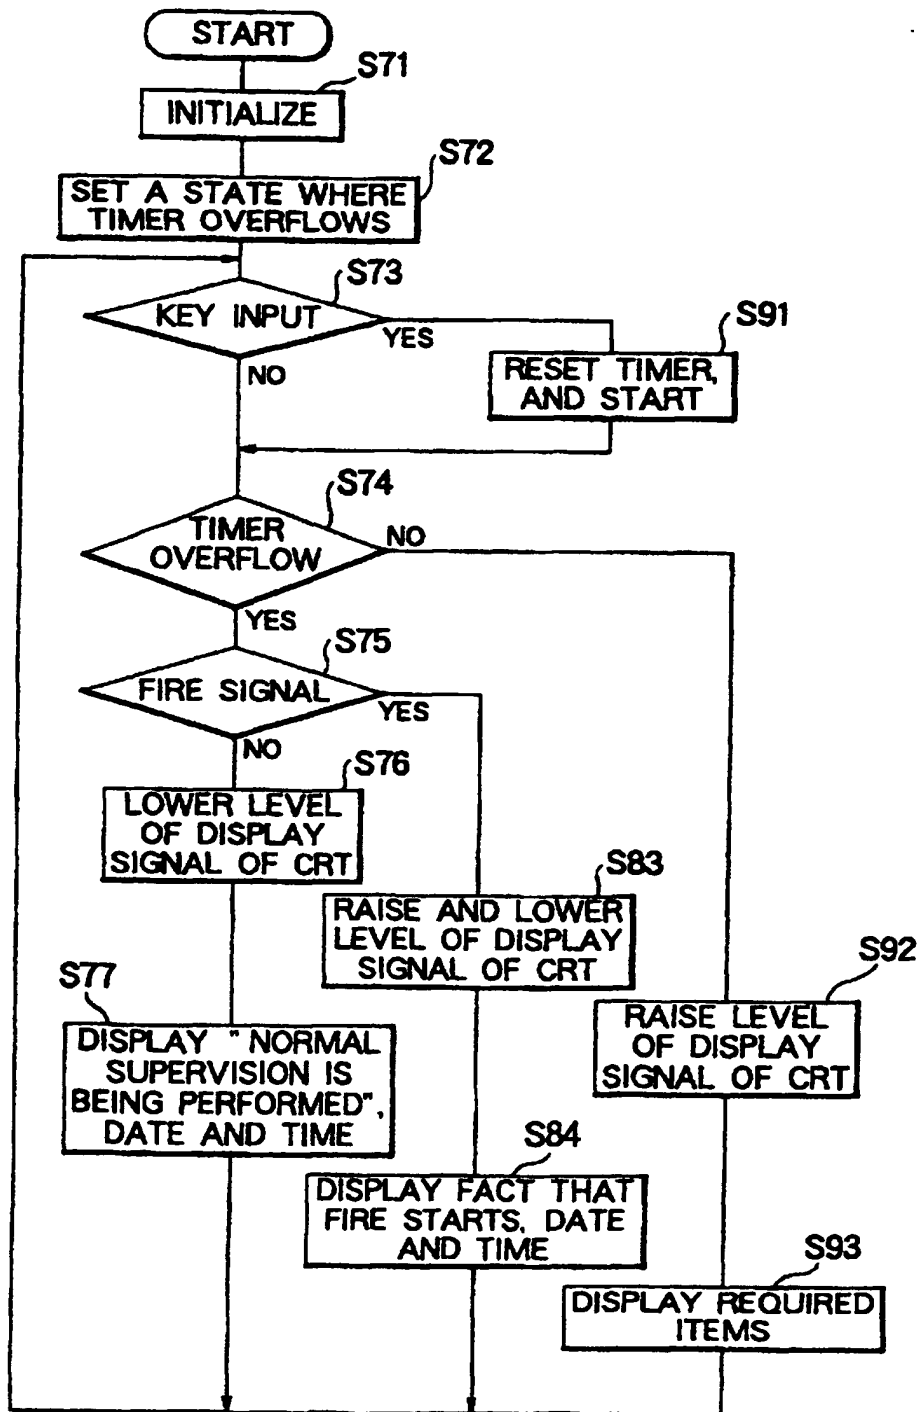 START
S71
INITIALIZE
S72
SET A STATE WHERE
TIMER OVERFLOWS
S73
KEY INPUT
YES
NO
S91
RESET TIMER,
AND START
S74
TIMER
OVERFLOW
NO
YES
S75
FIRE SIGNAL
YES
NO
S76
LOWER LEVEL
OF DISPLAY
SIGNAL OF CRT
S83
RAISE AND LOWER
LEVEL OF DISPLAY
SIGNAL OF CRT
S92
RAISE LEVEL
OF DISPLAY
SIGNAL OF CRT
S77
DISPLAY "NORMAL
SUPERVISION IS
BEING PERFORMED",
DATE AND TIME
S84
DISPLAY FACT THAT
FIRE STARTS, DATE
AND TIME
S93
DISPLAY REQUIRED
ITEMS